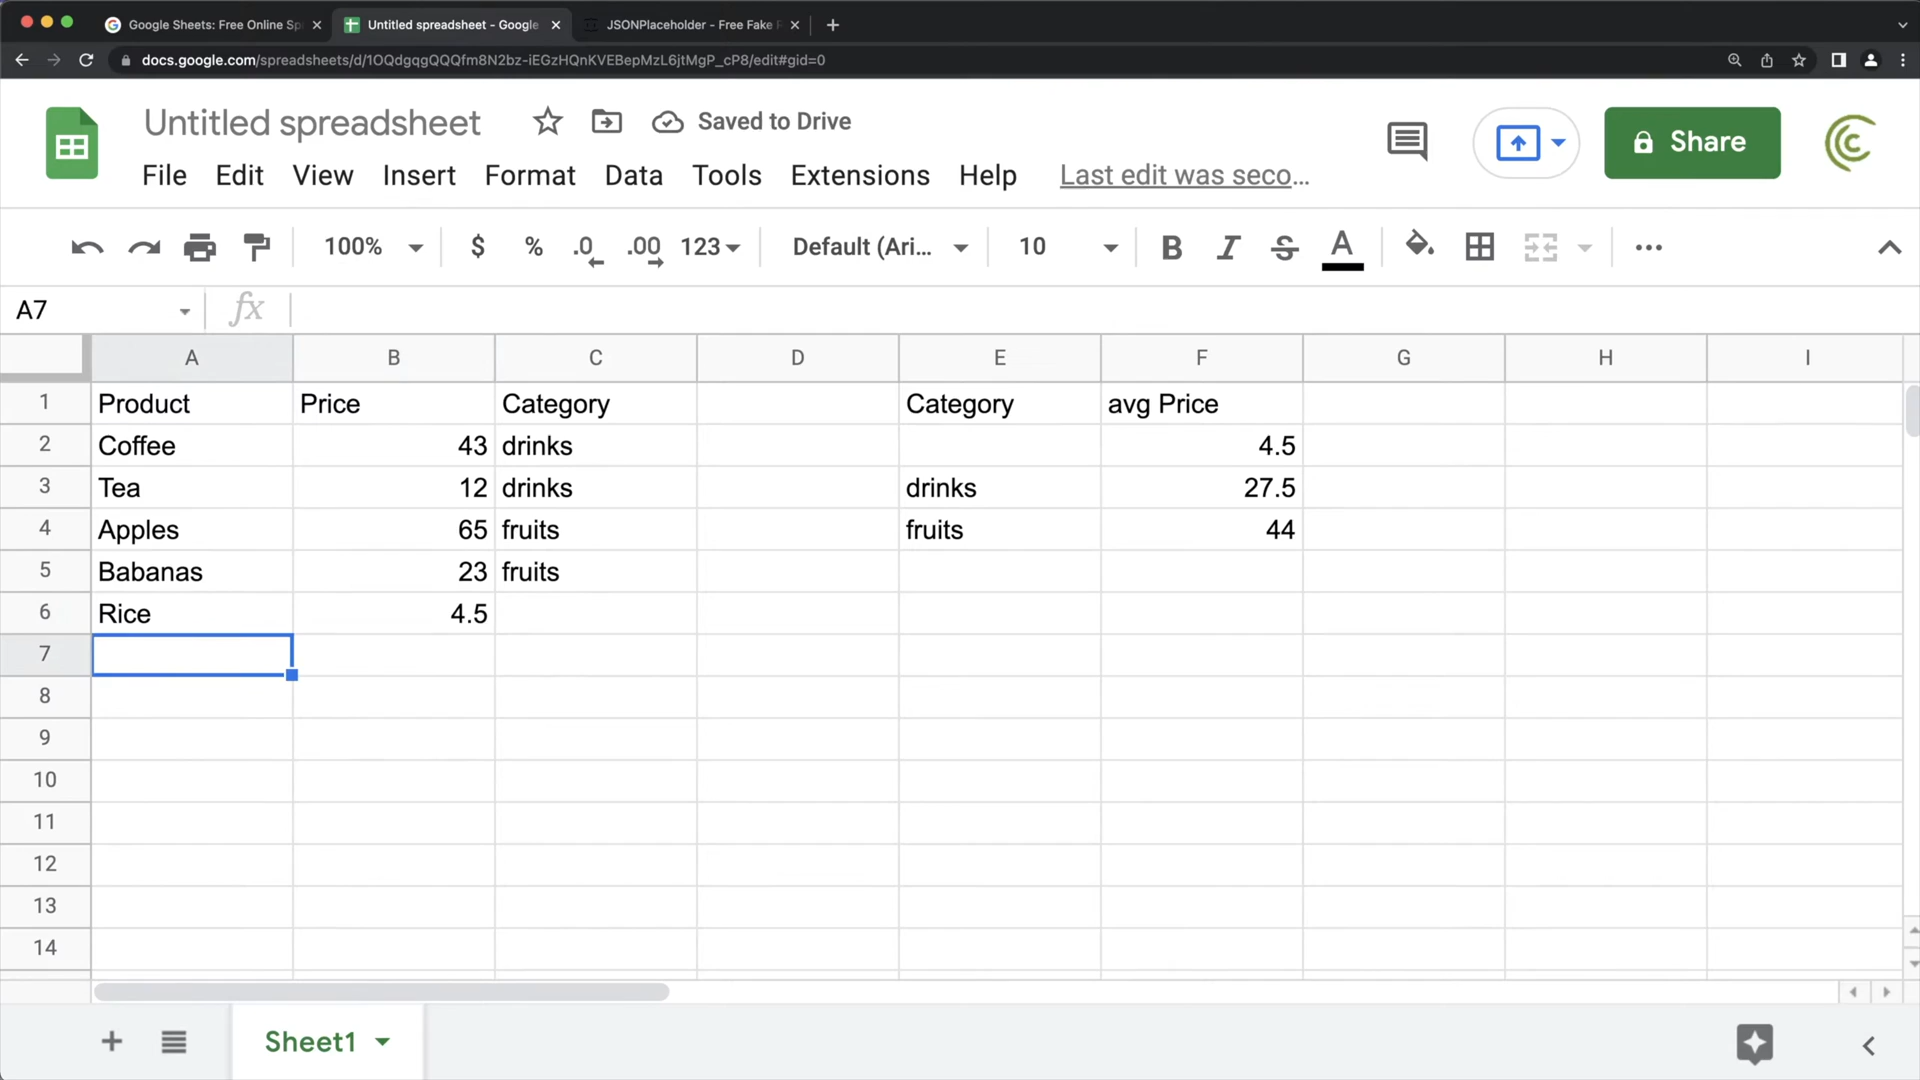 Google Sheets: Free Online Sp
Untitled spreadsheet - Google
JSONPlaceholder - Free Fake
docs.google.com/spreadsheets/d/1OQdgqgQQQfm8N2bz-iEGzHQnKVEBepMzL6jtMgP_cP8/edit#gid=0
Untitled spreadsheet
Saved to Drive
Share
File Edit View Insert Format Data Tools Extensions Help Last edit was seco...
100% $ % .0 .00 123 Default (Ari... 10 B I S A
A7 fx
A B C D E F G H I
1 Product Price Category Category avg Price
2 Coffee 43 drinks 4.5
3 Tea 12 drinks drinks 27.5
4 Apples 65 fruits fruits 44
5 Babanas 23 fruits
6 Rice 4.5
7
8
9
10
11
12
13
14
Sheet1